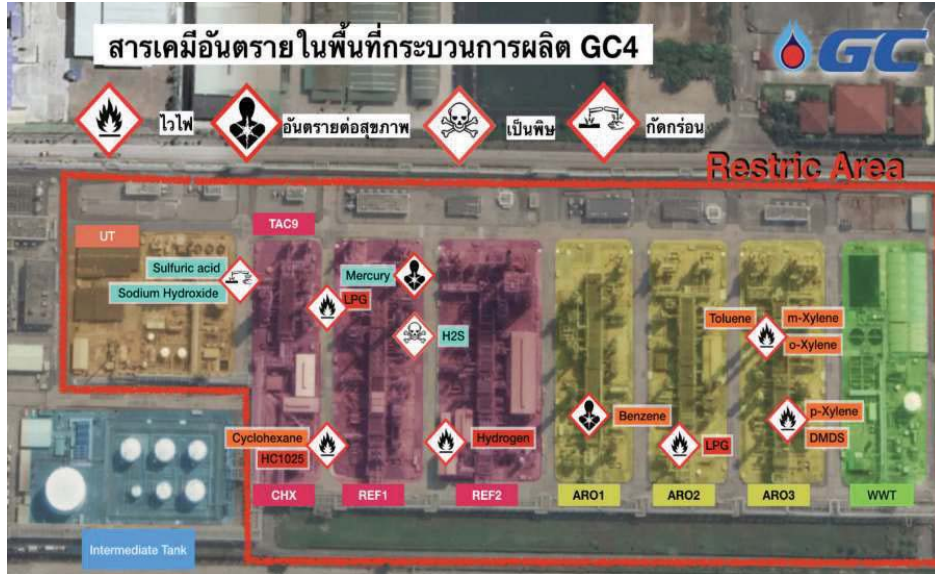 สารเคมีอันตรายในพื้นที่กระบวนการผลิต GC4
GC
ไวไฟ
อันตรายต่อสุขภาพ
เป็นพิษ
กัดกร่อน
Restric Area
UT
TAC9
Sulfuric acid
Sodium Hydroxide
Mercury
LPG
H2S
Toluene
m-Xylene
o-Xylene
Cyclohexane
HC1025
Hydrogen
Benzene
LPG
p-Xylene
DMDS
CHX
REF1
REF2
ARO1
ARO2
ARO3
WWT
Intermediate Tank